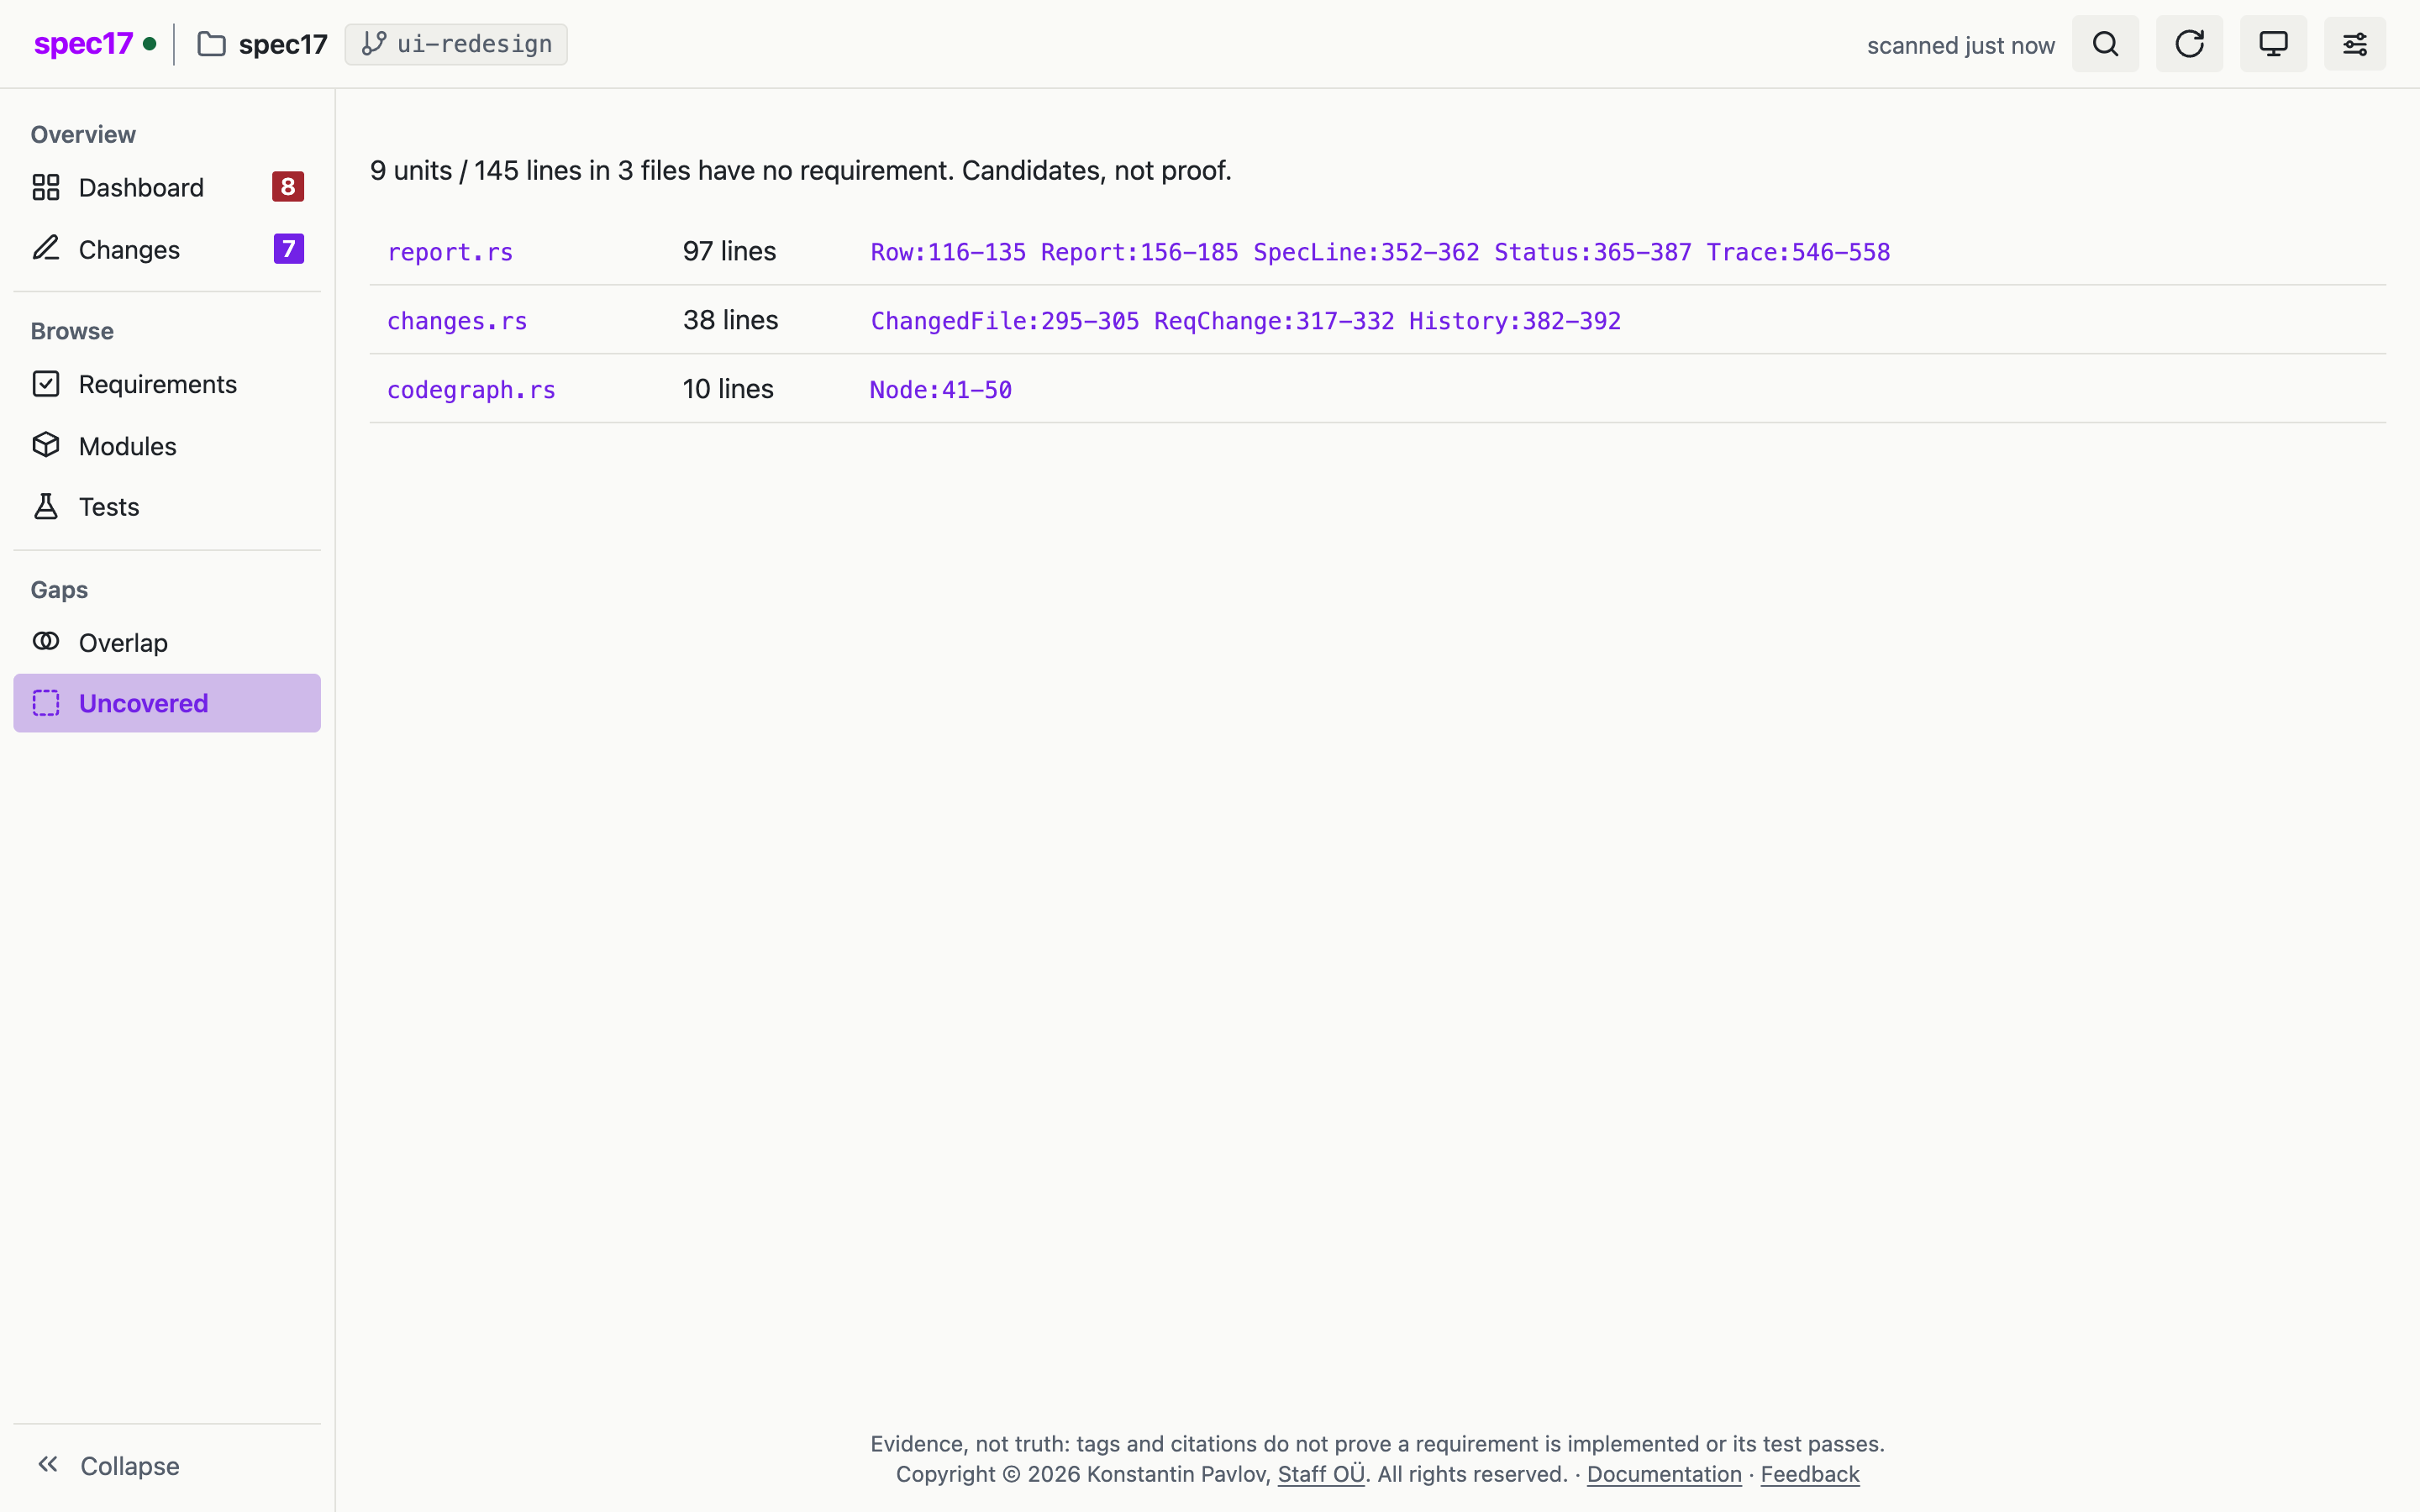 spec17 spec17 ui-redesign scanned just now
Overview
Dashboard 8
Changes 7
Browse
Requirements
Modules
Tests
Gaps
Overlap
Uncovered
Collapse
9 units / 145 lines in 3 files have no requirement. Candidates, not proof.
report.rs 97 lines Row:116–135 Report:156–185 SpecLine:352–362 Status:365–387 Trace:546–558
changes.rs 38 lines ChangedFile:295–305 ReqChange:317–332 History:382–392
codegraph.rs 10 lines Node:41–50
Evidence, not truth: tags and citations do not prove a requirement is implemented or its test passes.
Copyright © 2026 Konstantin Pavlov, Staff OÜ. All rights reserved. · Documentation · Feedback